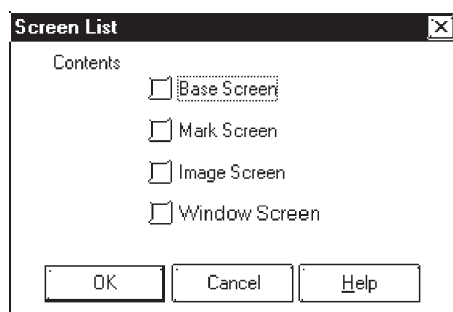 Screen List
Contents
Base Screen
Mark Screen
Image Screen
Window Screen
OK Cancel Help